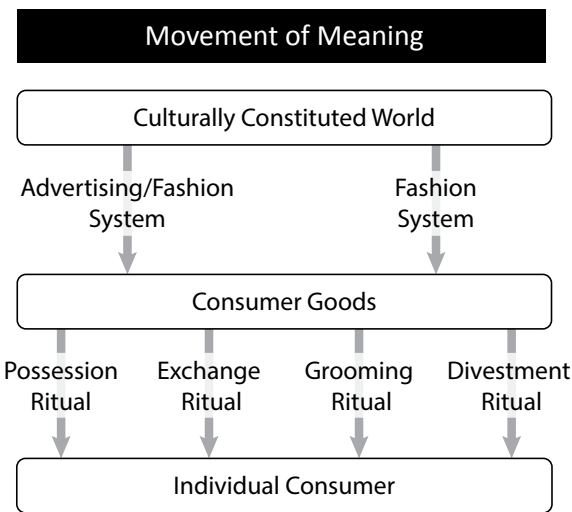 Movement of Meaning
Culturally Constituted World
Advertising/Fashion
System
Fashion
System
Consumer Goods
Possession
Ritual
Exchange
Ritual
Grooming
Ritual
Divestment
Ritual
Individual Consumer